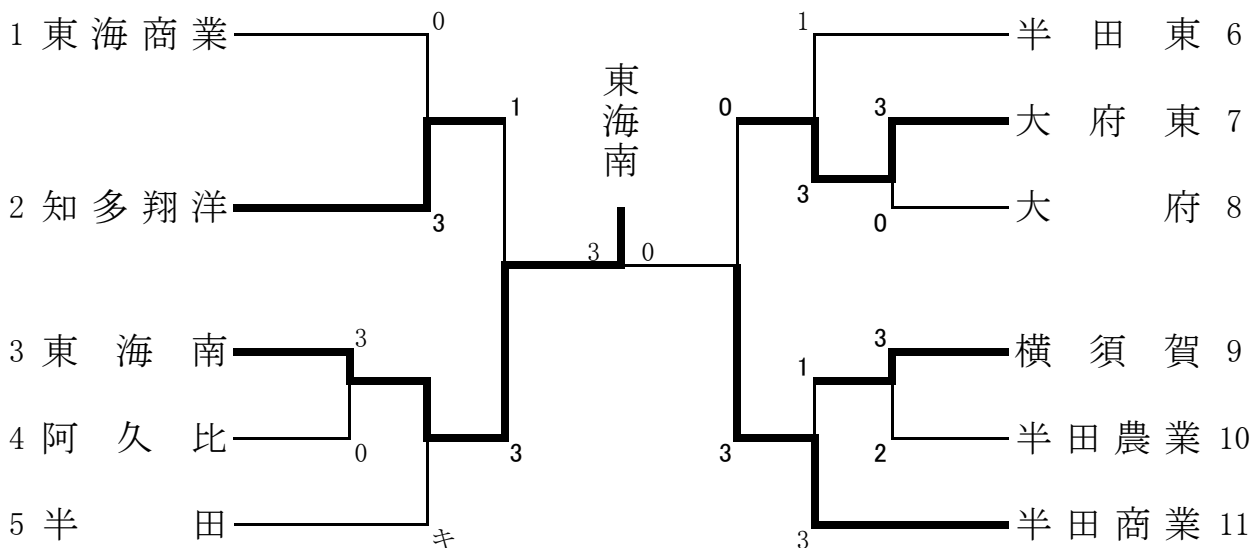 1 東海商業
0
1
半田東 6
東海南
1
0
3
大府東 7
2 知多翔洋
3
3
0
大府 8
3 0
3 東海南
3
1
3
横須賀 9
4 阿久比
0
3
3
2
半田農業 10
5 半田
キ
3
半田商業 11